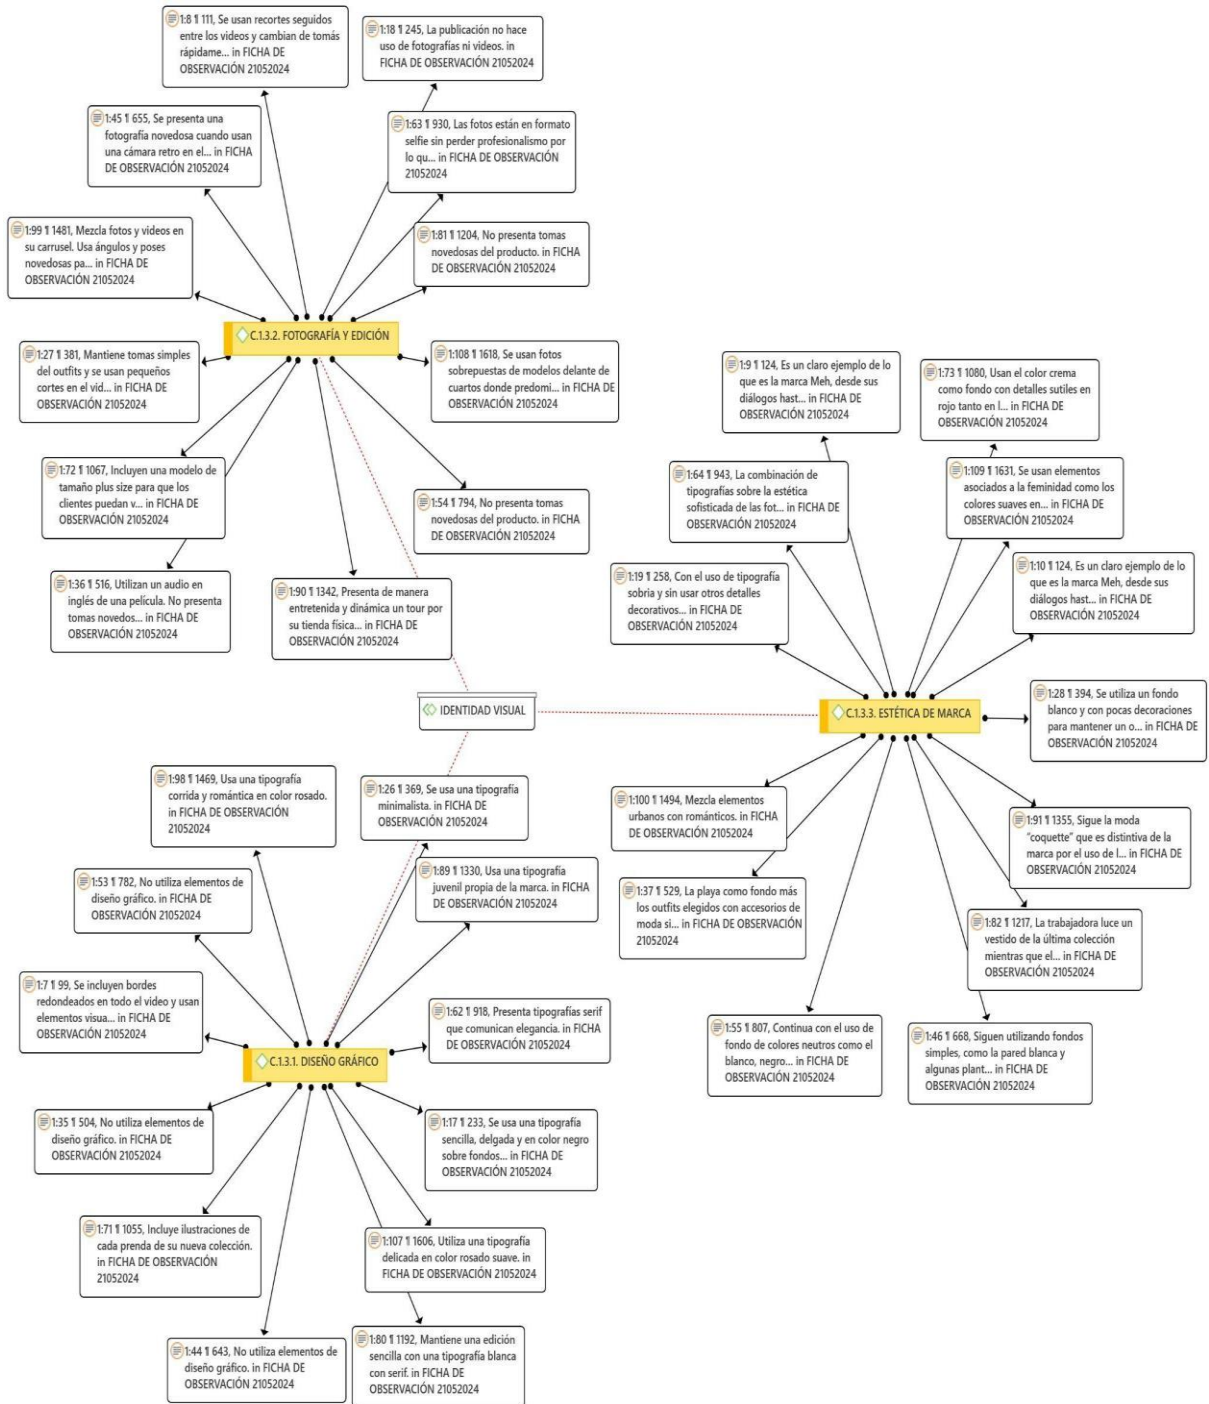 1:8 ¶ 111, Se usan recortes seguidos
entre los videos y cambian de tomás
rápidame... in FICHA DE
OBSERVACIÓN 21052024
1:18 ¶ 245, La publicación no hace
uso de fotografías ni videos. in
FICHA DE OBSERVACIÓN 21052024
1:45 ¶ 655, Se presenta una
fotografía novedosa cuando usan
una cámara retro en el... in FICHA
DE OBSERVACIÓN 21052024
1:63 ¶ 930, Las fotos están en formato
selfie sin perder profesionalismo por
lo qu... in FICHA DE OBSERVACIÓN
21052024
1:99 ¶ 1481, Mezcla fotos y videos en
su carrusel. Usa ángulos y poses
novedosas pa... in FICHA DE
OBSERVACIÓN 21052024
1:81 ¶ 1204, No presenta tomas
novedosas del producto. in FICHA
DE OBSERVACIÓN 21052024
C.1.3.2. FOTOGRAFÍA Y EDICIÓN
1:27 ¶ 381, Mantiene tomas simples
del outfits y se usan pequeños
cortes en el vid... in FICHA DE
OBSERVACIÓN 21052024
1:108 ¶ 1618, Se usan fotos
sobrepuestas de modelos delante de
cuartos donde predomi... in FICHA
DE OBSERVACIÓN 21052024
1:72 ¶ 1067, Incluyen una modelo de
tamaño plus size para que los
clientes puedan v... in FICHA DE
OBSERVACIÓN 21052024
1:54 ¶ 794, No presenta tomas
novedosas del producto. in FICHA
DE OBSERVACIÓN 21052024
1:36 ¶ 516, Utilizan un audio en
inglés de una película. No presenta
tomas novedos... in FICHA DE
OBSERVACIÓN 21052024
1:90 ¶ 1342, Presenta de manera
entretenida y dinámica un tour por
su tienda física... in FICHA DE
OBSERVACIÓN 21052024
1:9 ¶ 124, Es un claro ejemplo de lo
que es la marca Meh, desde sus
diálogos hast... in FICHA DE
OBSERVACIÓN 21052024
1:73 ¶ 1080, Usan el color crema
como fondo con detalles sutiles en
rojo tanto en l... in FICHA DE
OBSERVACIÓN 21052024
1:64 ¶ 943, La combinación de
tipografías sobre la estética
sofisticada de las fot... in FICHA DE
OBSERVACIÓN 21052024
1:109 ¶ 1631, Se usan elementos
asociados a la feminidad como los
colores suaves en... in FICHA DE
OBSERVACIÓN 21052024
1:19 ¶ 258, Con el uso de tipografía
sobria y sin usar otros detalles
decorativos... in FICHA DE
OBSERVACIÓN 21052024
1:10 ¶ 124, Es un claro ejemplo de lo
que es la marca Meh, desde sus
diálogos hast... in FICHA DE
OBSERVACIÓN 21052024
IDENTIDAD VISUAL
C.1.3.3. ESTÉTICA DE MARCA
1:28 ¶ 394, Se utiliza un fondo
blanco y con pocas decoraciones
para mantener un o... in FICHA DE
OBSERVACIÓN 21052024
1:100 ¶ 1494, Mezcla elementos
urbanos con románticos. in FICHA
DE OBSERVACIÓN 21052024
1:91 ¶ 1355, Sigue la moda
"coquette" que es distintiva de la
marca por el uso de l... in FICHA DE
OBSERVACIÓN 21052024
1:37 ¶ 529, La playa como fondo más
los outfits elegidos con accesorios de
moda si... in FICHA DE OBSERVACIÓN
21052024
1:82 ¶ 1217, La trabajadora luce un
vestido de la última colección
mientras que el... in FICHA DE
OBSERVACIÓN 21052024
1:55 ¶ 807, Continua con el uso de
fondo de colores neutros como el
blanco, negro... in FICHA DE
OBSERVACIÓN 21052024
1:46 ¶ 668, Siguen utilizando fondos
simples, como la pared blanca y
algunas plant... in FICHA DE
OBSERVACIÓN 21052024
1:98 ¶ 1469, Usa una tipografía
corrida y romántica en color rosado.
in FICHA DE OBSERVACIÓN
21052024
1:26 ¶ 369, Se usa una tipografía
minimalista. in FICHA DE
OBSERVACIÓN 21052024
1:53 ¶ 782, No utiliza elementos de
diseño gráfico. in FICHA DE
OBSERVACIÓN 21052024
1:89 ¶ 1330, Usa una tipografía
juvenil propia de la marca. in FICHA
DE OBSERVACIÓN 21052024
1:7 ¶ 99, Se incluyen bordes
redondeados en todo el video y usan
elementos visua... in FICHA DE
OBSERVACIÓN 21052024
1:62 ¶ 918, Presenta tipografías serif
que comunican elegancia. in FICHA
DE OBSERVACIÓN 21052024
C.1.3.1. DISEÑO GRÁFICO
1:35 ¶ 504, No utiliza elementos de
diseño gráfico. in FICHA DE
OBSERVACIÓN 21052024
1:17 ¶ 233, Se usa una tipografía
sencilla, delgada y en color negro
sobre fondos... in FICHA DE
OBSERVACIÓN 21052024
1:71 ¶ 1055, Incluye ilustraciones de
cada prenda de su nueva colección.
in FICHA DE OBSERVACIÓN
21052024
1:107 ¶ 1606, Utiliza una tipografía
delicada en color rosado suave. in
FICHA DE OBSERVACIÓN 21052024
1:44 ¶ 643, No utiliza elementos de
diseño gráfico. in FICHA DE
OBSERVACIÓN 21052024
1:80 ¶ 1192, Mantiene una edición
sencilla con una tipografía blanca
con serif. in FICHA DE
OBSERVACIÓN 21052024